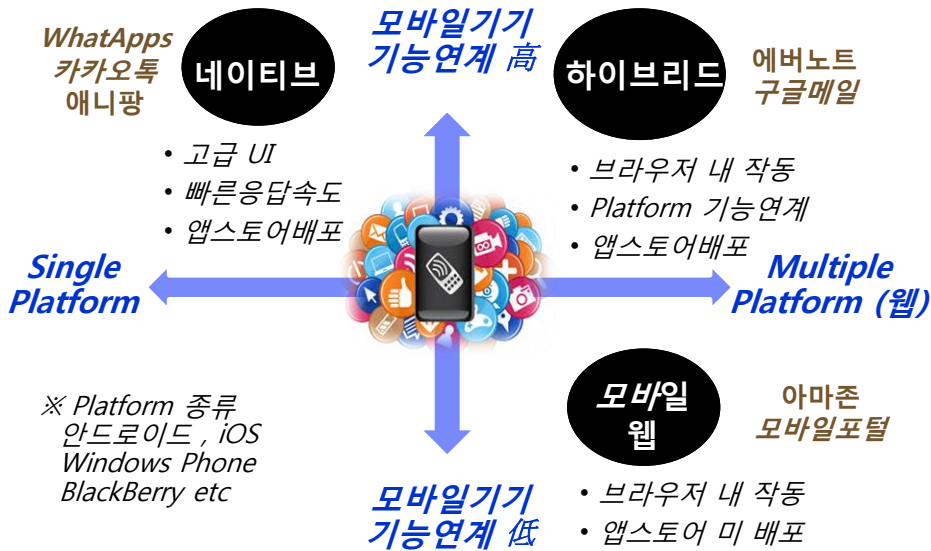 모바일기기
기능연계 高
WhatApps
카카오톡
애니팡
네이티브
• 고급 UI
• 빠른응답속도
• 앱스토어배포
하이브리드
에버노트
구글메일
• 브라우저 내 작동
• Platform 기능연계
• 앱스토어배포
Single
Platform
Multiple
Platform (웹)
※ Platform 종류
안드로이드 , iOS
Windows Phone
BlackBerry etc
모바일
웹
아마존
모바일포털
• 브라우저 내 작동
• 앱스토어 미 배포
모바일기기
기능연계 低